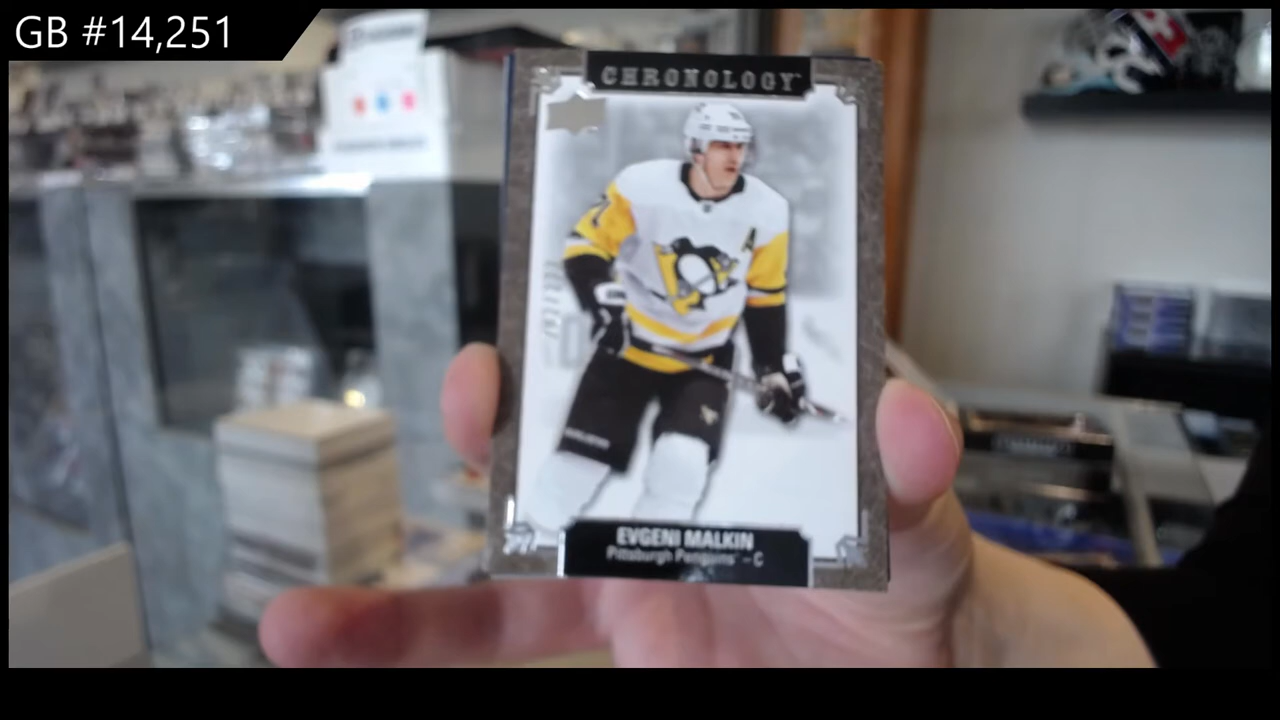 GB #14,251
CHRONOLOGY
A
EVGENI MALKIN
Pittsburgh Penguins - C